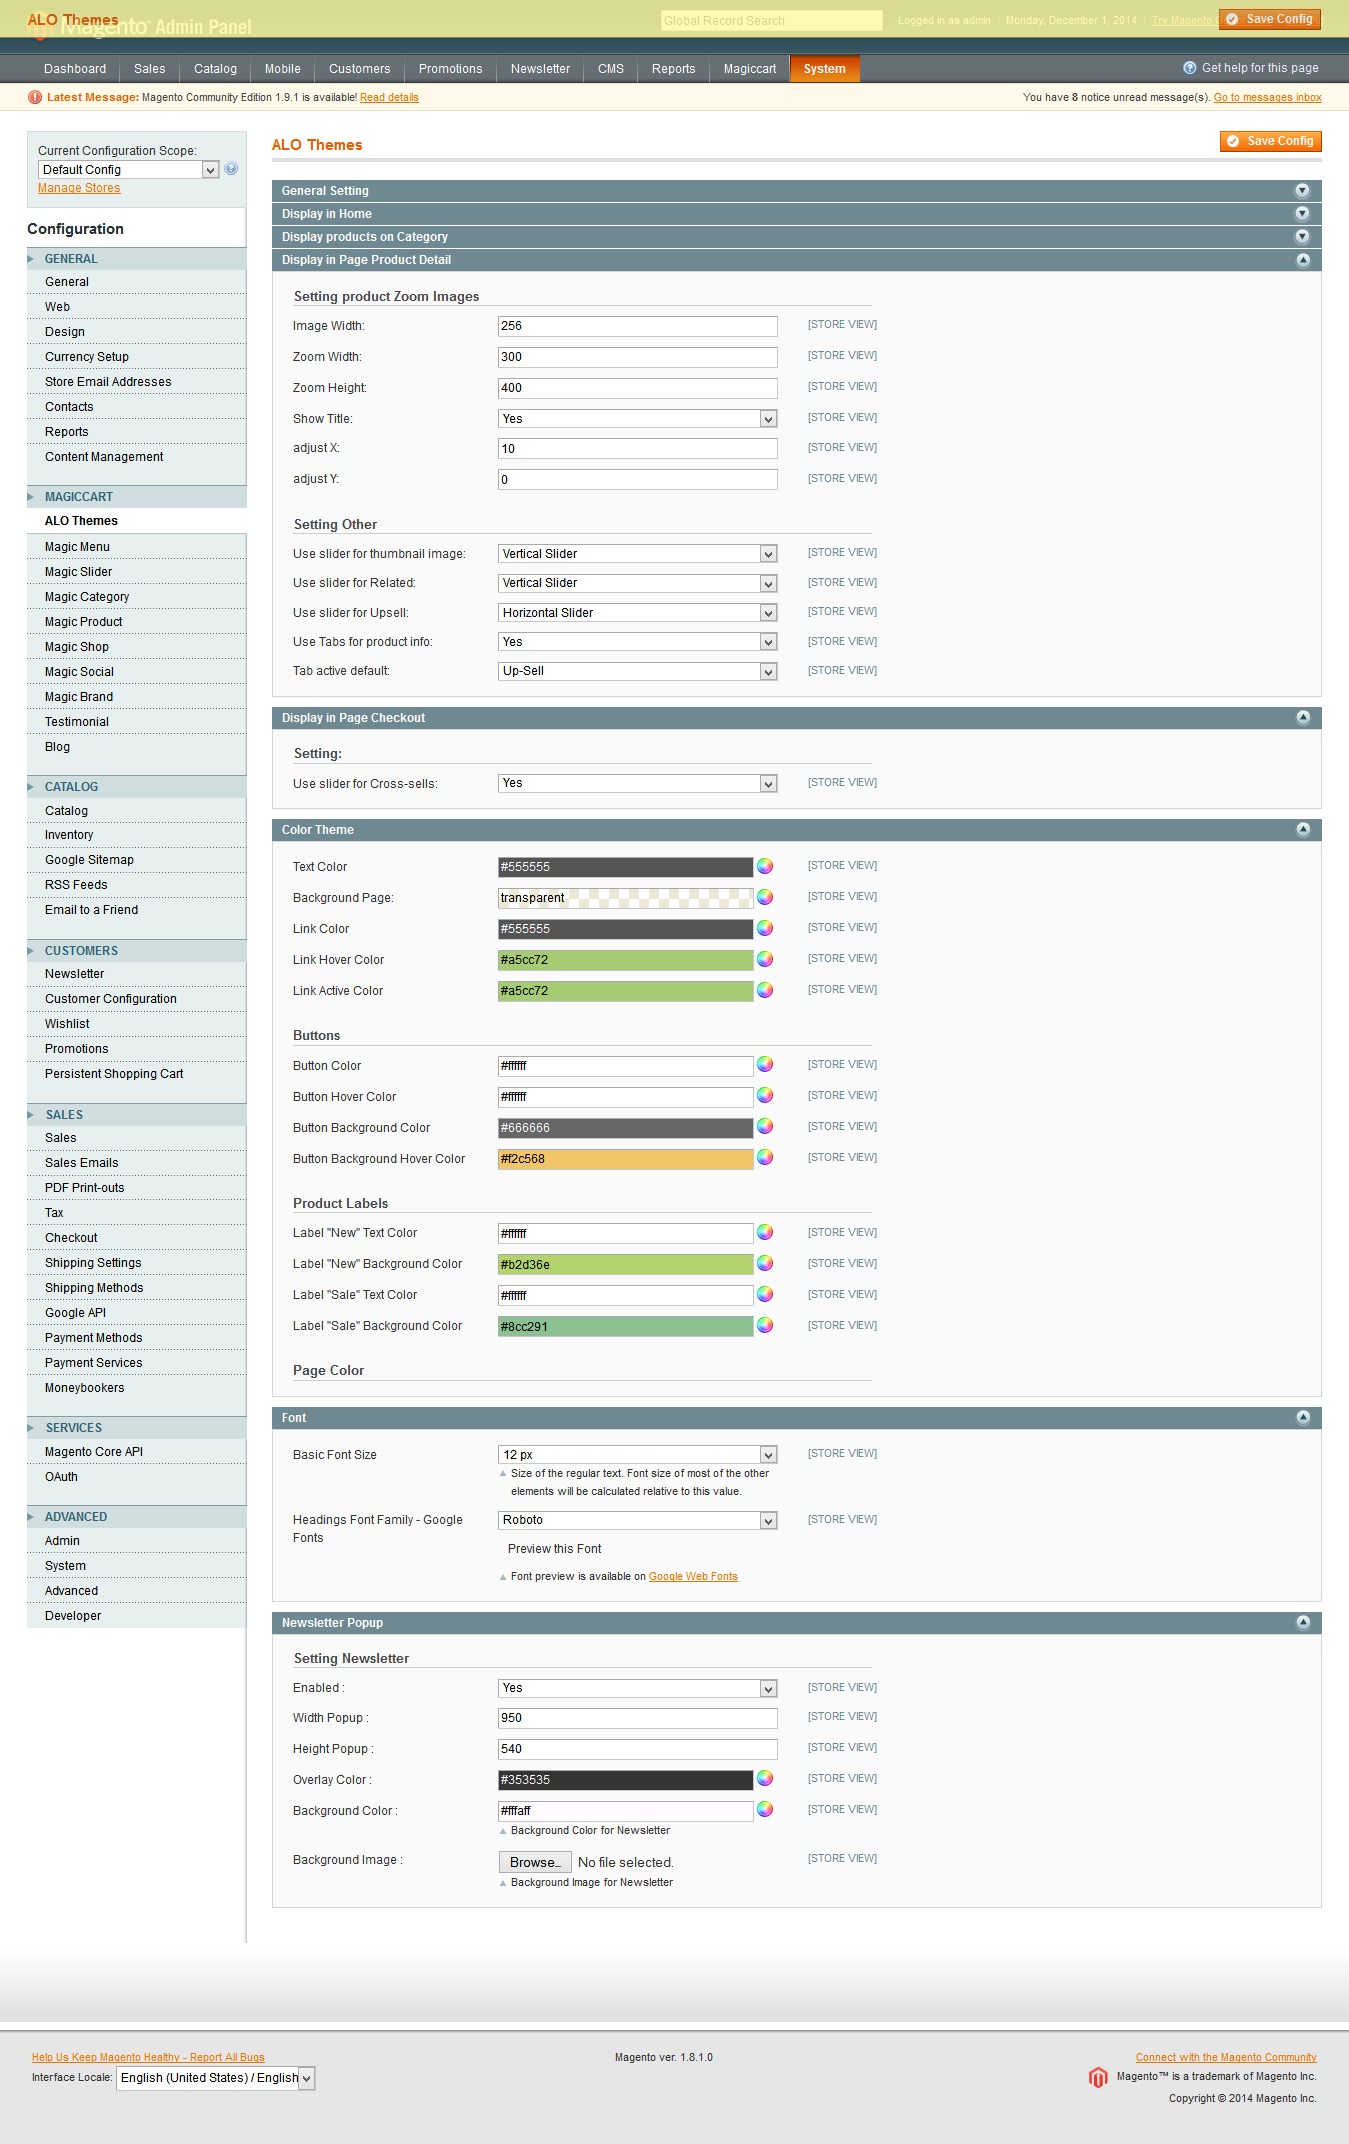 ALO Themes
Magento Admin Panel
Global Record Search
Logged in as admin | Monday, December 1, 2014 | Try Magento
Save Config
Dashboard Sales Catalog Mobile Customers Promotions Newsletter CMS Reports Magiccart System
Get help for this page
Latest Message: Magento Community Edition 1.9.1 is available! Read details
You have 8 notice unread message(s). Go to messages inbox
Current Configuration Scope:
Default Config
Manage Stores
Configuration
GENERAL
General
Web
Design
Currency Setup
Store Email Addresses
Contacts
Reports
Content Management
MAGICCART
ALO Themes
Magic Menu
Magic Slider
Magic Category
Magic Product
Magic Shop
Magic Social
Magic Brand
Testimonial
Blog
CATALOG
Catalog
Inventory
Google Sitemap
RSS Feeds
Email to a Friend
CUSTOMERS
Newsletter
Customer Configuration
Wishlist
Promotions
Persistent Shopping Cart
SALES
Sales
Sales Emails
PDF Print-outs
Tax
Checkout
Shipping Settings
Shipping Methods
Google API
Payment Methods
Payment Services
Moneybookers
SERVICES
Magento Core API
OAuth
ADVANCED
Admin
System
Advanced
Developer
ALO Themes
Save Config
General Setting
Display in Home
Display products on Category
Display in Page Product Detail
Setting product Zoom Images
Image Width: 256 [STORE VIEW]
Zoom Width: 300 [STORE VIEW]
Zoom Height: 400 [STORE VIEW]
Show Title: Yes [STORE VIEW]
adjust X: 10 [STORE VIEW]
adjust Y: 0 [STORE VIEW]
Setting Other
Use slider for thumbnail image: Vertical Slider [STORE VIEW]
Use slider for Related: Vertical Slider [STORE VIEW]
Use slider for Upsell: Horizontal Slider [STORE VIEW]
Use Tabs for product info: Yes [STORE VIEW]
Tab active default: Up-Sell [STORE VIEW]
Display in Page Checkout
Setting:
Use slider for Cross-sells: Yes [STORE VIEW]
Color Theme
Text Color #555555 [STORE VIEW]
Background Page: transparent [STORE VIEW]
Link Color #555555 [STORE VIEW]
Link Hover Color #a5cc72 [STORE VIEW]
Link Active Color #a5cc72 [STORE VIEW]
Buttons
Button Color #ffffff [STORE VIEW]
Button Hover Color #ffffff [STORE VIEW]
Button Background Color #666666 [STORE VIEW]
Button Background Hover Color #f2c568 [STORE VIEW]
Product Labels
Label "New" Text Color #ffffff [STORE VIEW]
Label "New" Background Color #b2d36e [STORE VIEW]
Label "Sale" Text Color #ffffff [STORE VIEW]
Label "Sale" Background Color #8cc291 [STORE VIEW]
Page Color
Font
Basic Font Size 12 px [STORE VIEW]
Size of the regular text. Font size of most of the other
elements will be calculated relative to this value.
Headings Font Family - Google Roboto [STORE VIEW]
Fonts
Preview this Font
Font preview is available on Google Web Fonts
Newsletter Popup
Setting Newsletter
Enabled : Yes [STORE VIEW]
Width Popup : 950 [STORE VIEW]
Height Popup : 540 [STORE VIEW]
Overlay Color : #353535 [STORE VIEW]
Background Color : #fffaff
Background Color for Newsletter
Background Image : Browse... No file selected. [STORE VIEW]
Background Image for Newsletter
Help Us Keep Magento Healthy - Report All Bugs
Interface Locale: English (United States) / English
Magento ver. 1.8.1.0
Connect with the Magento Community
Magento™ is a trademark of Magento Inc.
Copyright © 2014 Magento Inc.